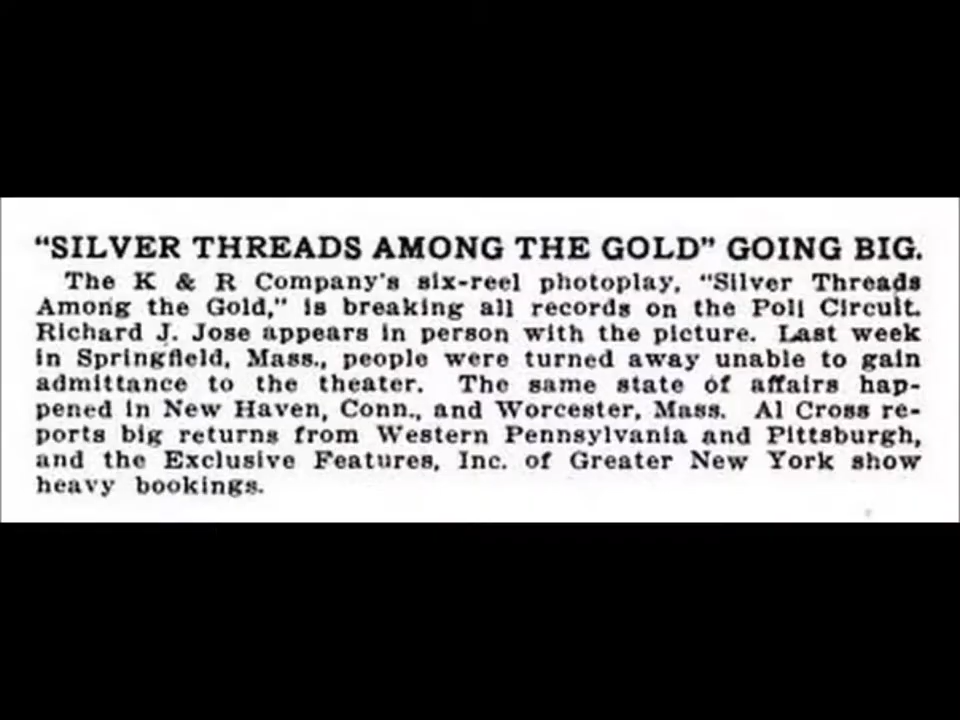 "SILVER THREADS AMONG THE GOLD" GOING BIG.
The K & R Company's six-reel photoplay, "Silver Threads
Among the Gold," is breaking all records on the Poli Circuit.
Richard J. Jose appears in person with the picture. Last week
in Springfield, Mass., people were turned away unable to gain
admittance to the theater. The same state of affairs hap-
pened in New Haven, Conn., and Worcester, Mass. Al Cross re-
ports big returns from Western Pennsylvania and Pittsburgh,
and the Exclusive Features, Inc. of Greater New York show
heavy bookings.